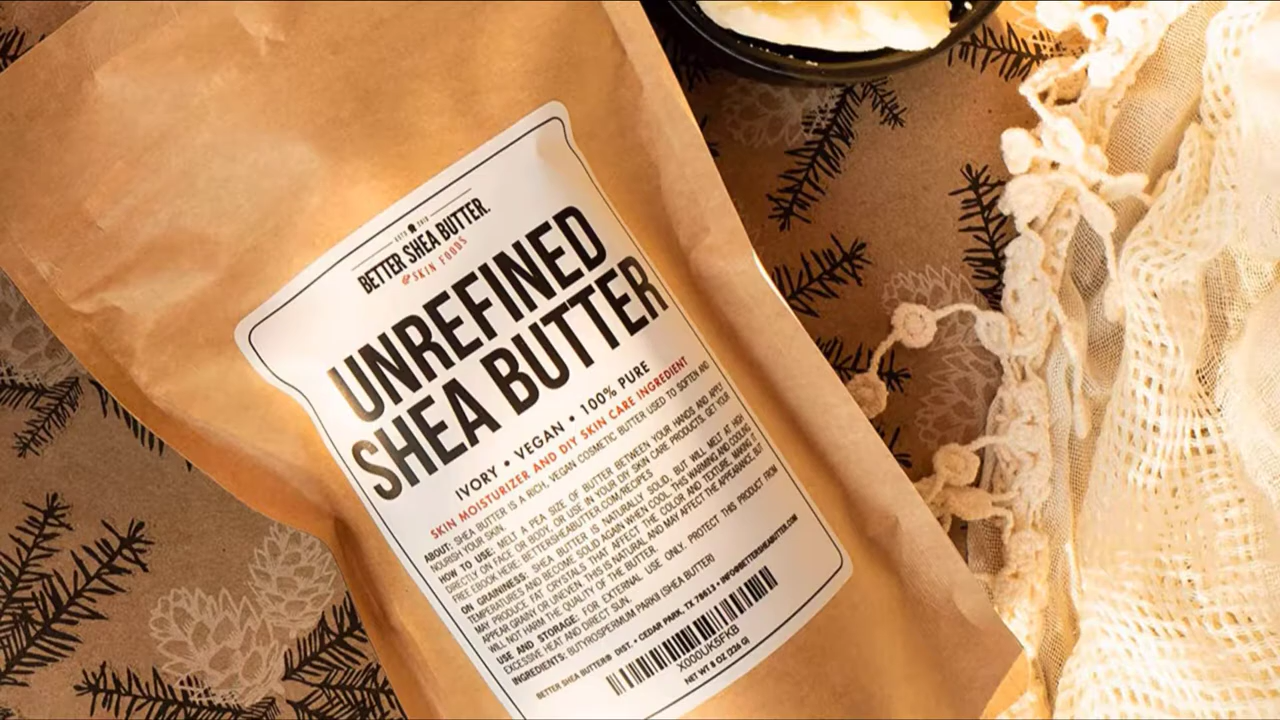 ESTD 2010
BETTER SHEA BUTTER.
& SKIN FOODS
UNREFINED
SHEA BUTTER
IVORY • VEGAN • 100% PURE
SKIN MOISTURIZER AND DIY SKIN CARE INGREDIENT
ABOUT: SHEA BUTTER IS A RICH, VEGAN COSMETIC BUTTER USED TO SOFTEN AND
NOURISH YOUR SKIN.
HOW TO USE: MELT A PEA SIZE OF BUTTER BETWEEN YOUR HANDS AND APPLY
DIRECTLY ON FACE OR BODY, OR USE IN YOUR DIY SKIN CARE PRODUCTS. GET YOUR
FREE EBOOK HERE: BETTERSHEABUTTER.COM/RECIPES
ON GRAININESS: SHEA BUTTER IS NATURALLY SOLID, BUT WILL MELT AT HIGH
TEMPERATURES AND BECOME SOLID AGAIN WHEN COOL. THIS WARMING AND COOLING
MAY PRODUCE FAT CRYSTALS THAT AFFECT THE COLOR AND TEXTURE, MAKING IT
APPEAR GRAINY OR UNEVEN. THIS IS NATURAL AND MAY AFFECT THE APPEARANCE, BUT
WILL NOT HARM THE QUALITY OF THE BUTTER.
USE AND STORAGE: FOR EXTERNAL USE ONLY. PROTECT THIS PRODUCT FROM
EXCESSIVE HEAT AND DIRECT SUN.
INGREDIENTS: BUTYROSPERMUM PARKII (SHEA BUTTER)
BETTER SHEA BUTTER® DIST. • CEDAR PARK, TX 78613 • INFO@BETTERSHEABUTTER.COM
X000UK5FKB
NET WT 8 OZ (226 G)